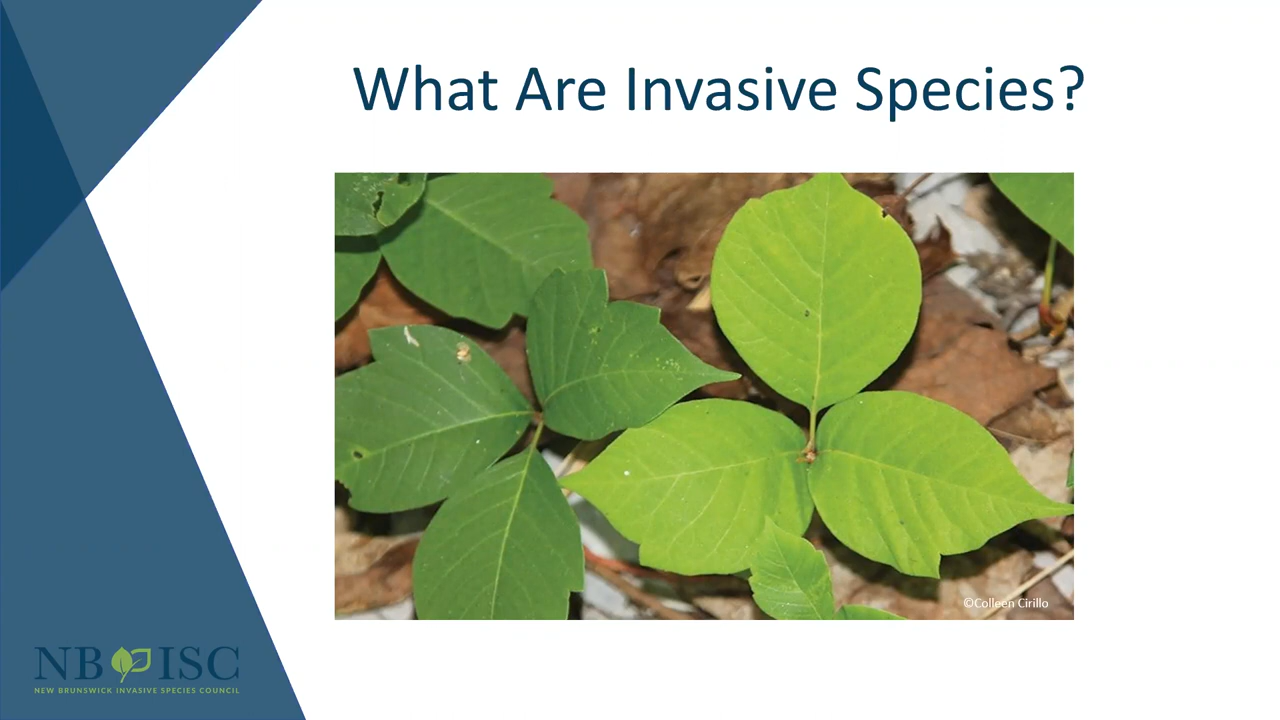 What Are Invasive Species?
©Colleen Cirillo
NB ISC
NEW BRUNSWICK INVASIVE SPECIES COUNCIL